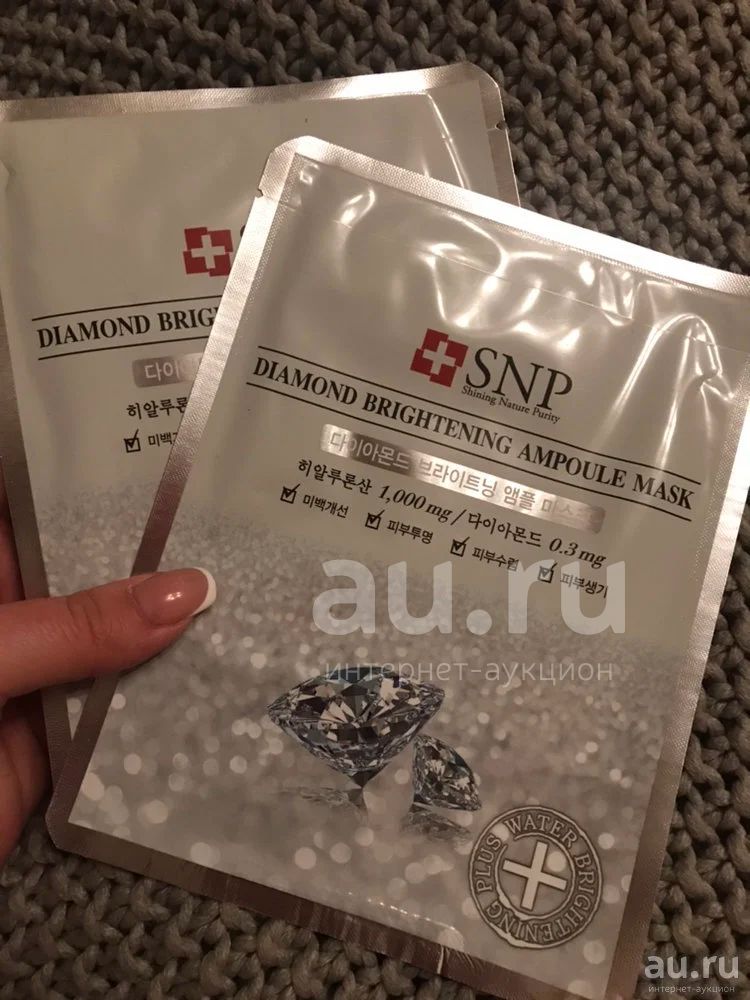 SNP
DIAMOND BRIG
다이
히알루론
미백개
SNP
Shining Nature Purity
DIAMOND BRIGHTENING AMPOULE MASK
다이아몬드 브라이트닝 앰플 마스크
히알루론산 1,000 mg / 다이아몬드 0.3 mg
미백개선 피부투명 피부수렴 피부생기
au.ru
интернет-аукцион
WATER BRIGHTENING PLUS
au.ru
интернет-аукцион